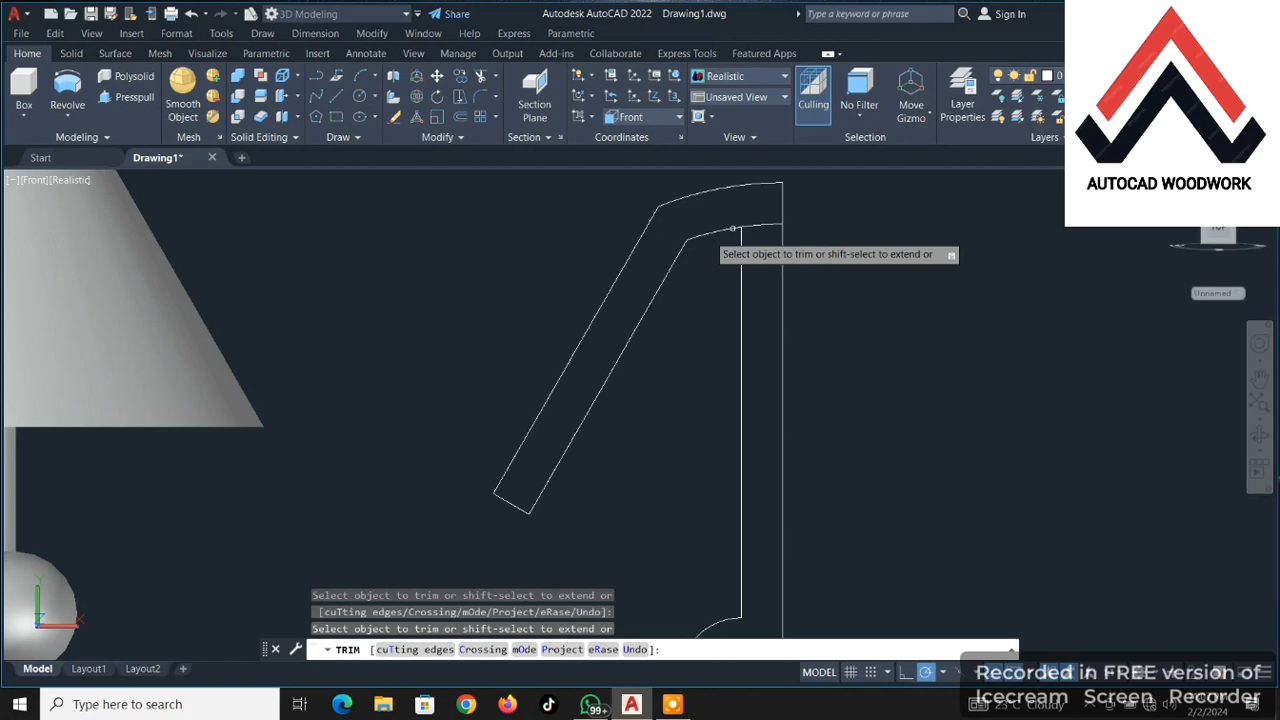 3D Modeling
Share
Autodesk AutoCAD 2022 Drawing1.dwg
Type a keyword or phrase
Sign In
File Edit View Insert Format Tools Draw Dimension Modify Window Help Express Parametric
Home Solid Surface Mesh Visualize Parametric Insert Annotate View Manage Output Add-ins Collaborate Express Tools Featured Apps
Box
Revolve
Polysolid
Presspull
Smooth
Object
Section
Plane
Front
Realistic
Unsaved View
Culling
No Filter
Move
Gizmo
Layer
Properties
0
Modeling
Mesh
Solid Editing
Draw
Modify
Section
Coordinates
View
Selection
Layers
AUTOCAD WOODWORK
Start
Drawing1*
[−][Front][Realistic]
TOP
Select object to trim or shift-select to extend or
Unnamed
Y
X
Z
Select object to trim or shift-select to extend or
[cuTting edges/Crossing/mOde/Project/eRase/Undo]:
Select object to trim or shift-select to extend or
TRIM [cuTting edges Crossing mOde Project eRase Undo]:
Model Layout1 Layout2
MODEL
Recorded in FREE version of
Icecream Screen Recorder
Type here to search
99+
23°C Cloudy
2/2/2024